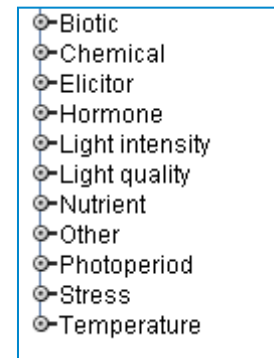 Biotic
Chemical
Elicitor
Hormone
Light intensity
Light quality
Nutrient
Other
Photoperiod
Stress
Temperature